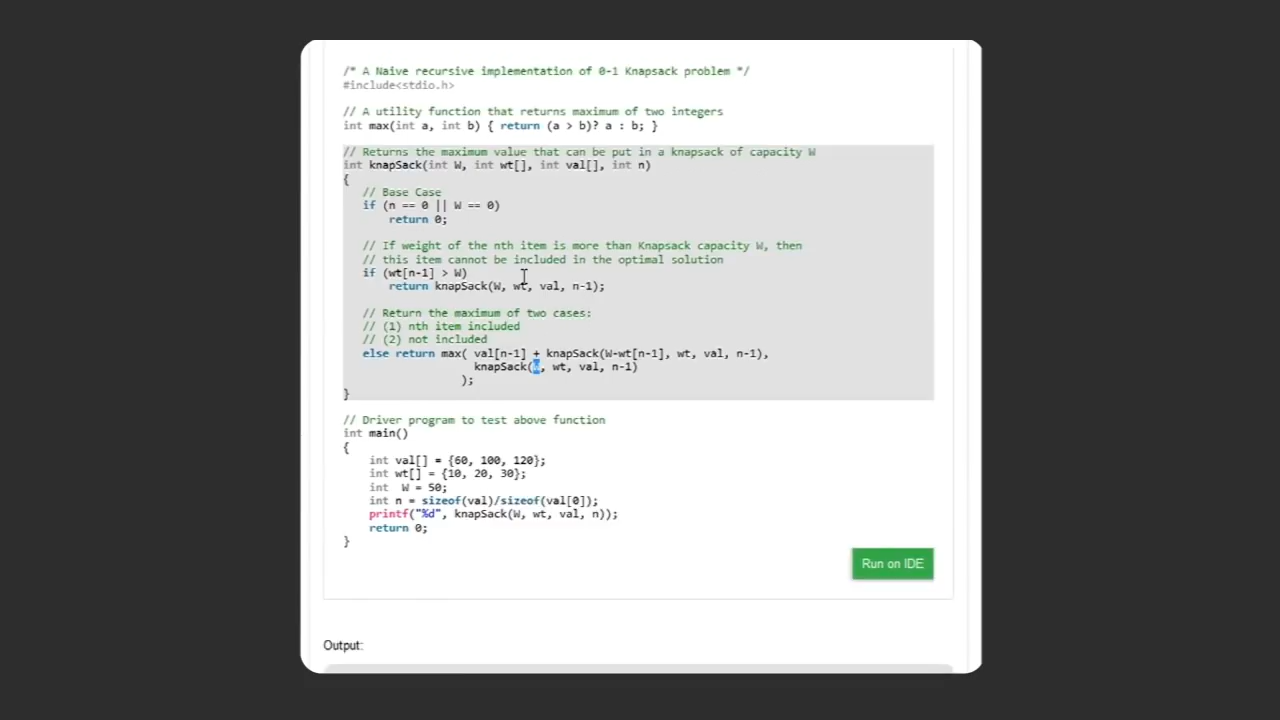 /* A Naive recursive implementation of 0-1 Knapsack problem */
#include<stdio.h>
// A utility function that returns maximum of two integers
int max(int a, int b) { return (a > b)? a : b; }
// Returns the maximum value that can be put in a knapsack of capacity W
int knapSack(int W, int wt[], int val[], int n)
{
// Base Case
if (n == 0 || W == 0)
return 0;
// If weight of the nth item is more than Knapsack capacity W, then
// this item cannot be included in the optimal solution
if (wt[n-1] > W)
return knapSack(W, wt, val, n-1);
// Return the maximum of two cases:
// (1) nth item included
// (2) not included
else return max( val[n-1] + knapSack(W-wt[n-1], wt, val, n-1),
knapSack(W, wt, val, n-1)
);
}
// Driver program to test above function
int main()
{
int val[] = {60, 100, 120};
int wt[] = {10, 20, 30};
int  W = 50;
int n = sizeof(val)/sizeof(val[0]);
printf("%d", knapSack(W, wt, val, n));
return 0;
}
Run on IDE
Output: